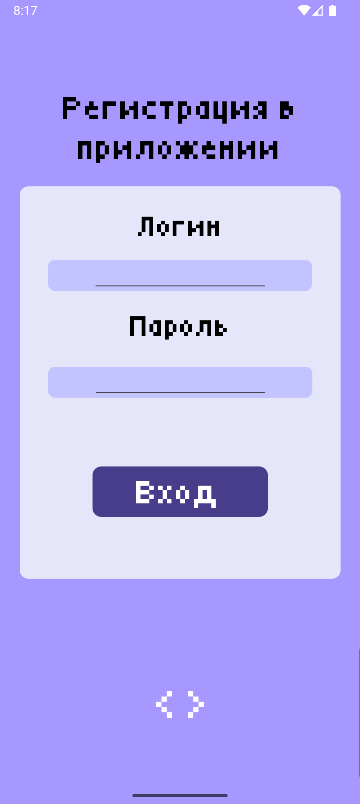 8:17
Регистрация в
приложении
Логин
Пароль
Вход
< >